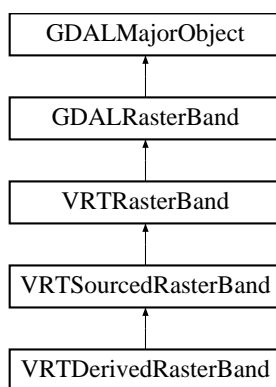 GDALMajorObject
GDALRasterBand
VRTRasterBand
VRTSourcedRasterBand
VRTDerivedRasterBand